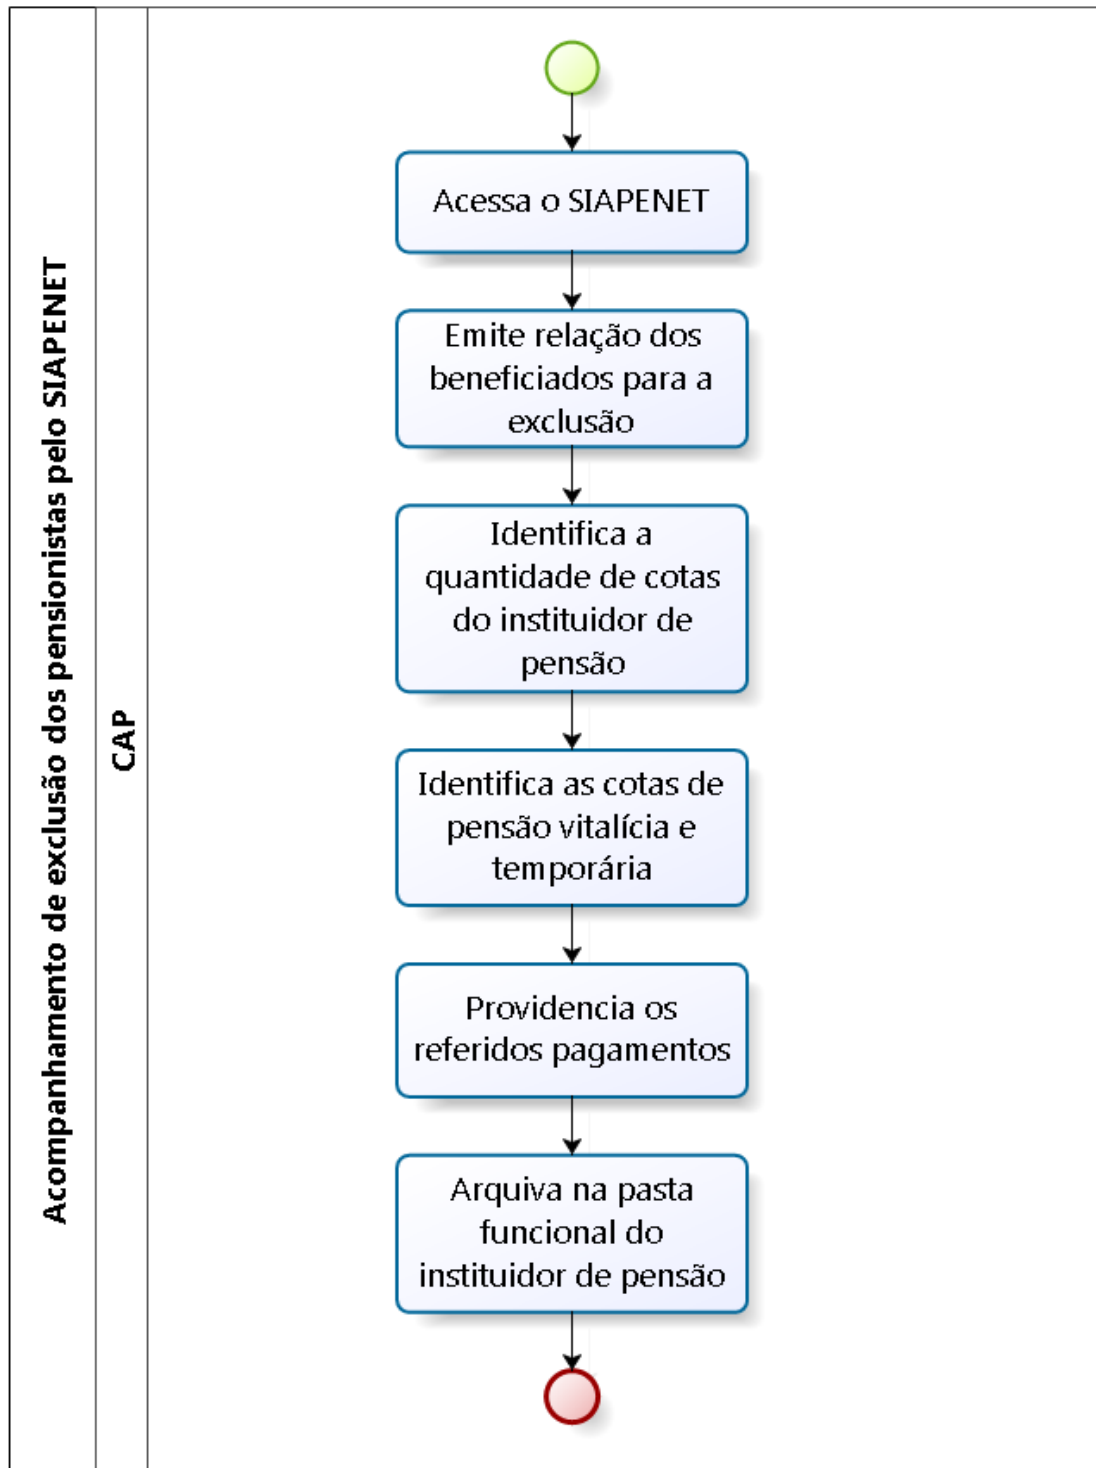 Acompanhamento de exclusão dos pensionistas pelo SIAPENET
CAP
Acessa o SIAPENET
Emite relação dos
beneficiados para a
exclusão
Identifica a
quantidade de cotas
do instituidor de
pensão
Identifica as cotas de
pensão vitalícia e
temporária
Providencia os
referidos pagamentos
Arquiva na pasta
funcional do
instituidor de pensão